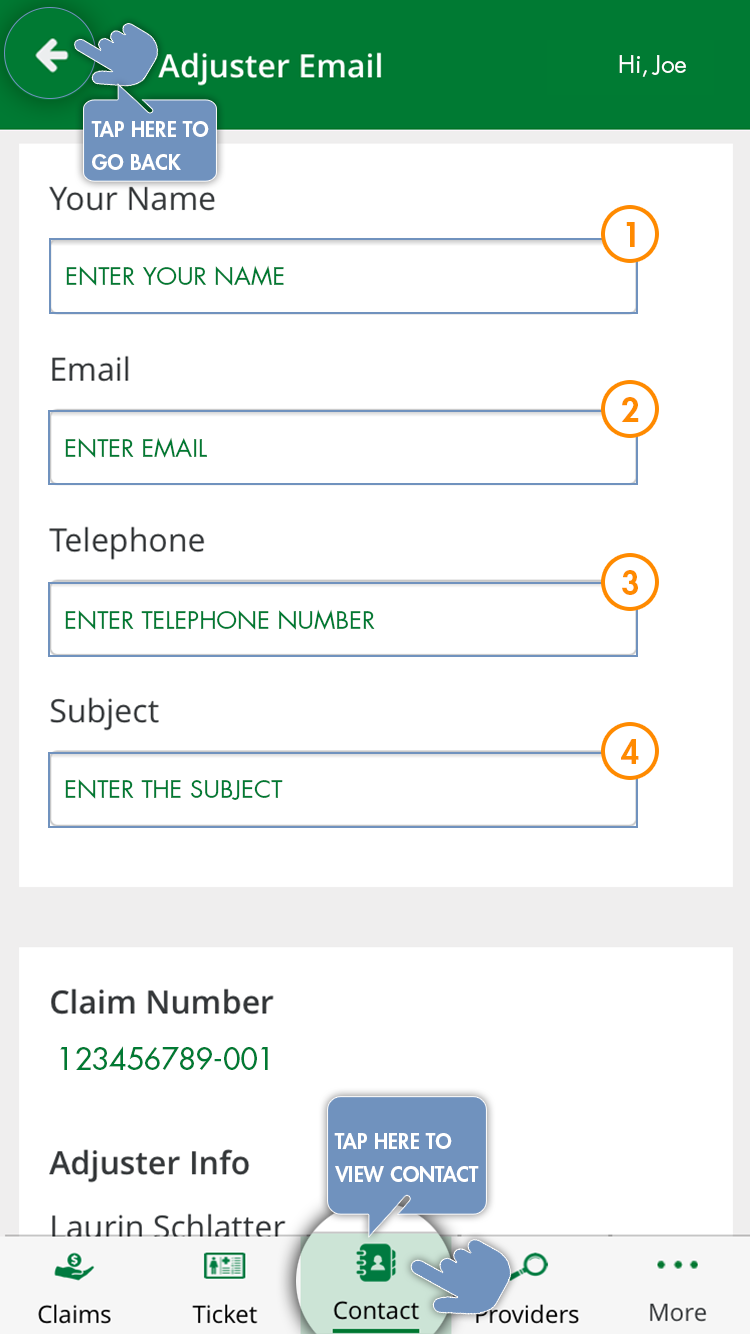 Adjuster Email
Hi, Joe
TAP HERE TO
GO BACK
Your Name
1
ENTER YOUR NAME
Email
2
ENTER EMAIL
Telephone
3
ENTER TELEPHONE NUMBER
Subject
4
ENTER THE SUBJECT
Claim Number
123456789-001
Adjuster Info
TAP HERE TO
VIEW CONTACT
Laurin Schlatter
Claims
Ticket
Contact
Providers
More